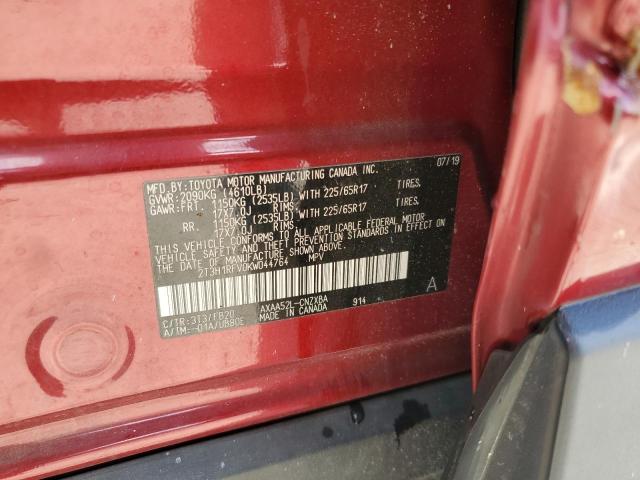 MFD.BY:TOYOTA MOTOR MANUFACTURING CANADA INC. 07/19
GVWR:2090KG (4610LB)
GAWR:FRT. 1150KG (2535LB) WITH 225/65R17 TIRES.
17X7.0J RIMS.
RR. 1150KG (2535LB) WITH 225/65R17 TIRES.
17X7.0J RIMS.
THIS VEHICLE CONFORMS TO ALL APPLICABLE FEDERAL MOTOR
VEHICLE SAFETY AND THEFT PREVENTION STANDARDS IN EFFECT ON
THE DATE OF MANUFACTURE SHOWN ABOVE.
2T3H1RFV0KW044764 MPV
A
C/TR:3T3/FB20 AXAA52L-CNZXBA 914
A/TM:-01A/UB80E MADE IN CANADA